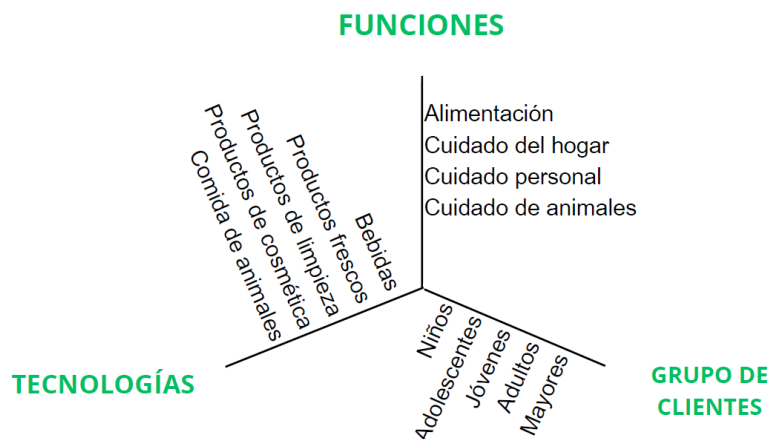 FUNCIONES
Alimentación
Cuidado del hogar
Cuidado personal
Cuidado de animales
Bebidas
Productos frescos
Productos de limpieza
Productos de cosmética
Comida de animales
TECNOLOGÍAS
Niños
Adolescentes
Jóvenes
Adultos
Mayores
GRUPO DE
CLIENTES